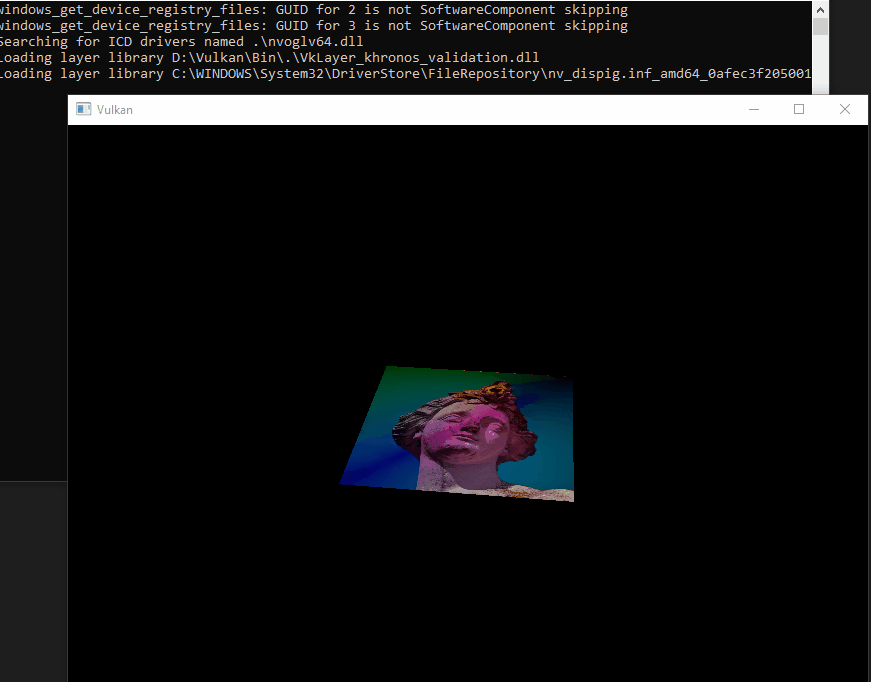 windows_get_device_registry_files: GUID for 2 is not SoftwareComponent skipping
windows_get_device_registry_files: GUID for 3 is not SoftwareComponent skipping
Searching for ICD drivers named .\nvoglv64.dll
Loading layer library D:\Vulkan\Bin\.\VkLayer_khronos_validation.dll
Loading layer library C:\WINDOWS\System32\DriverStore\FileRepository\nv_dispig.inf_amd64_0afec3f205001
Vulkan